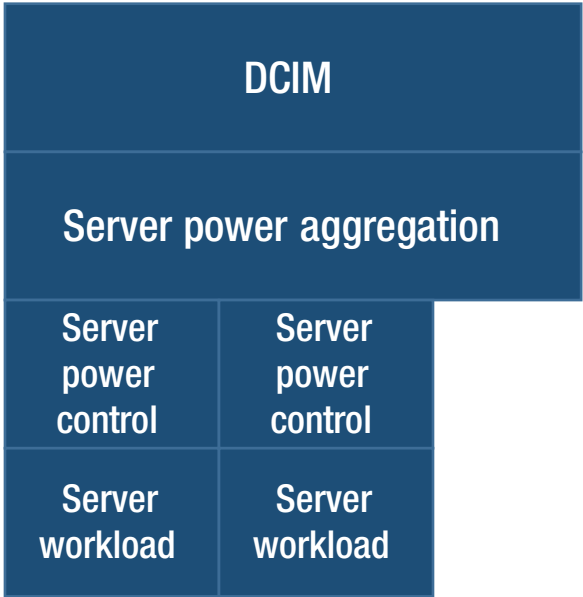 DCIM
Server power aggregation
Server
power
control
Server
power
control
Server
workload
Server
workload